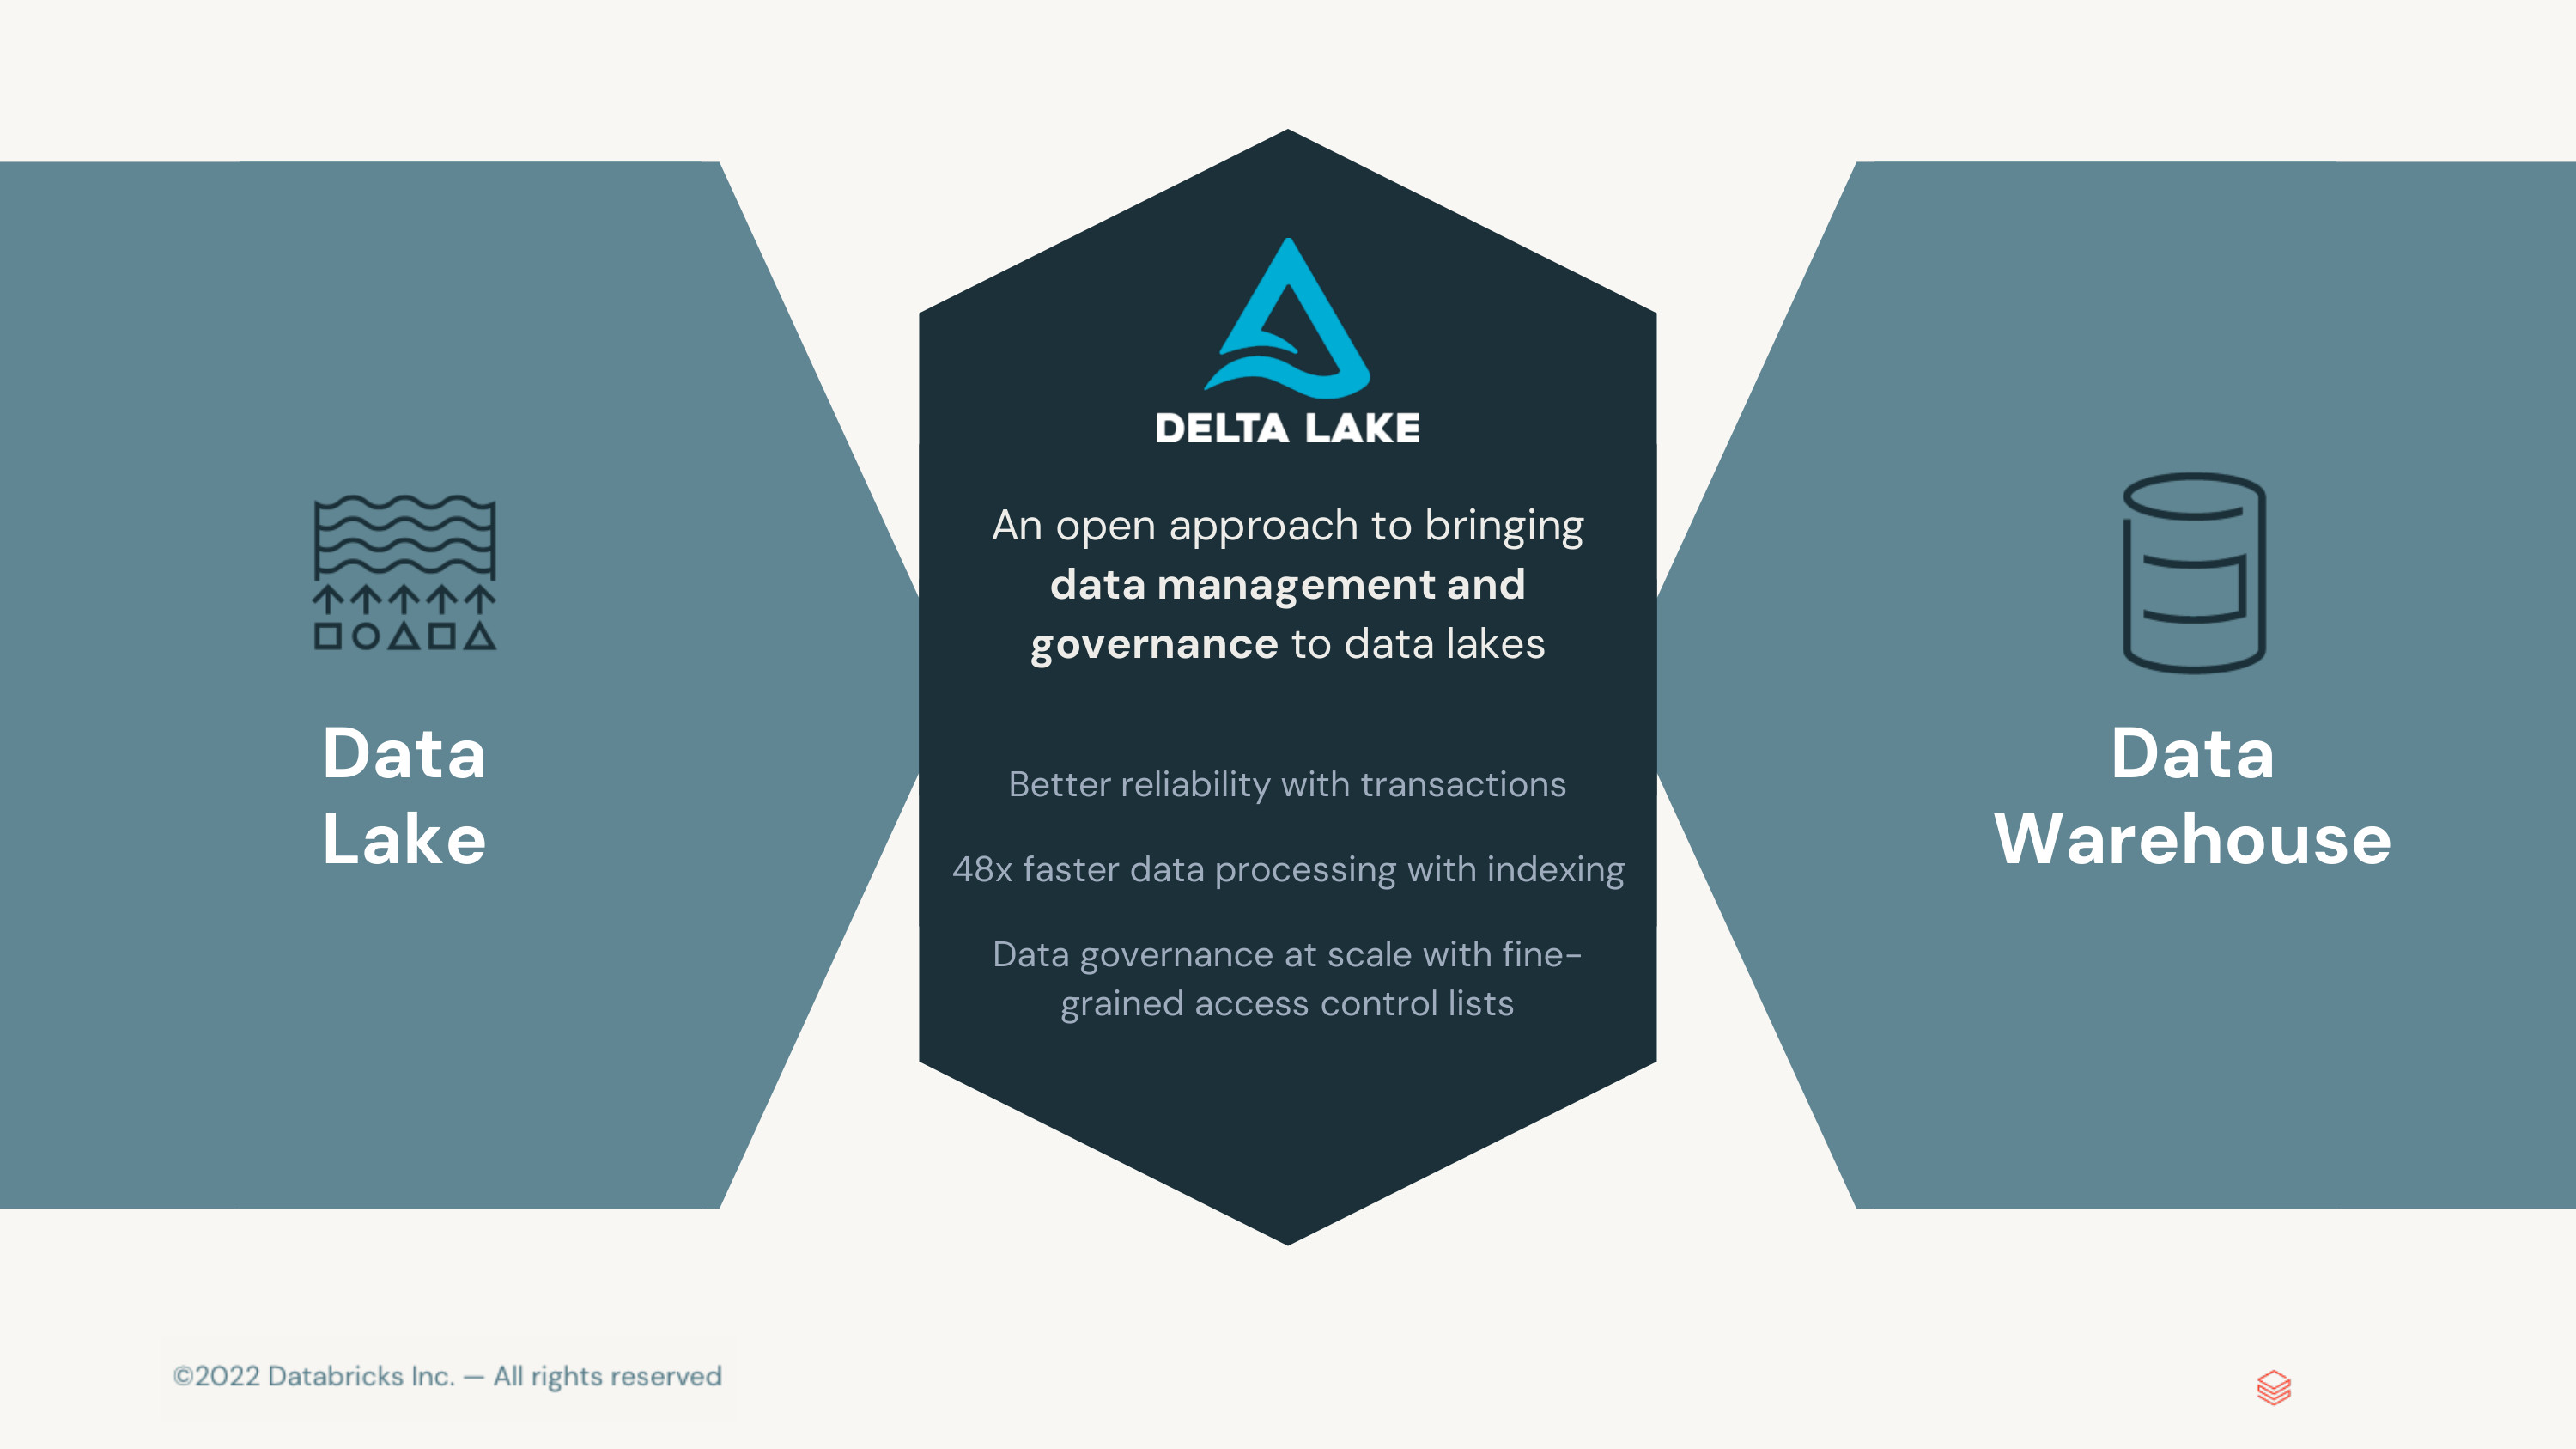 Data
Lake
DELTA LAKE
An open approach to bringing
data management and
governance to data lakes
Better reliability with transactions
48x faster data processing with indexing
Data governance at scale with fine-
grained access control lists
Data
Warehouse
©2022 Databricks Inc. — All rights reserved